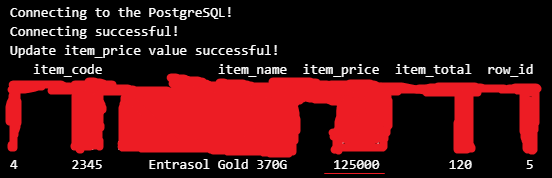 Connecting to the PostgreSQL!
Connecting successful!
Update item_price value successful!
item_code item_name item_price item_total row_id
4 2345 Entrasol Gold 370G 125000 120 5